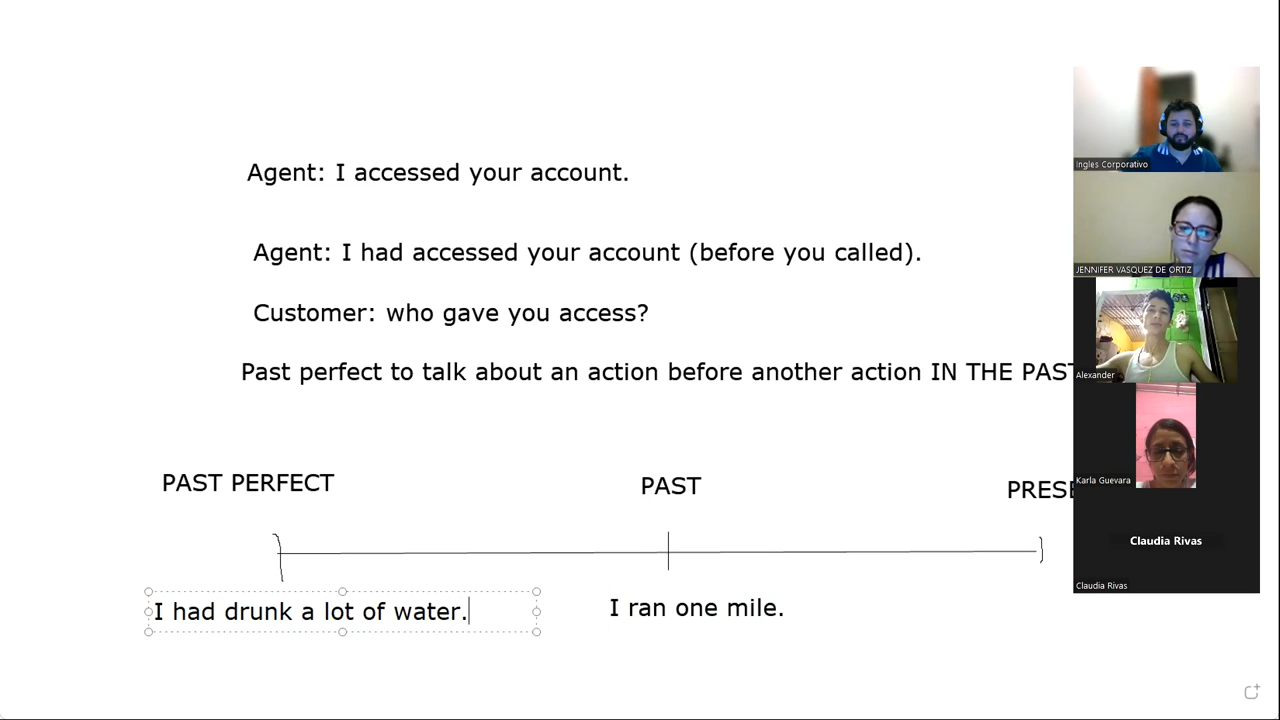 Agent: I accessed your account.
Agent: I had accessed your account (before you called).
Customer: who gave you access?
Past perfect to talk about an action before another action IN THE PAST
PAST PERFECT
PAST
PRESE
I had drunk a lot of water.
I ran one mile.
Ingles Corporativo
JENNIFER VASQUEZ DE ORTIZ
Alexander
Karla Guevara
Claudia Rivas
Claudia Rivas